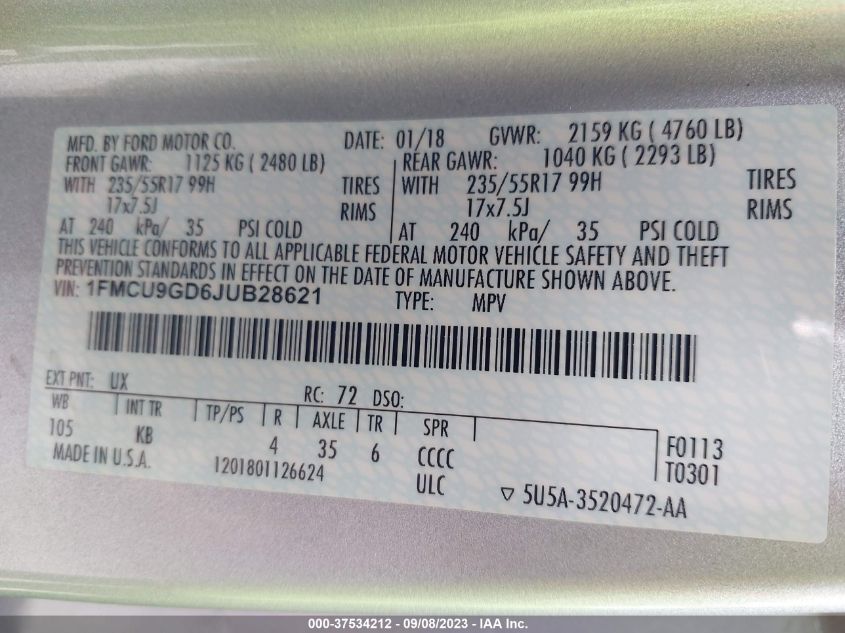 MFD. BY FORD MOTOR CO. DATE: 01/18 GVWR: 2159 KG ( 4760 LB)
FRONT GAWR: 1125 KG ( 2480 LB) REAR GAWR: 1040 KG ( 2293 LB)
WITH 235/55R17 99H TIRES WITH 235/55R17 99H TIRES
17x7.5J RIMS 17x7.5J RIMS
AT 240 kPa/ 35 PSI COLD AT 240 kPa/ 35 PSI COLD
THIS VEHICLE CONFORMS TO ALL APPLICABLE FEDERAL MOTOR VEHICLE SAFETY AND THEFT
PREVENTION STANDARDS IN EFFECT ON THE DATE OF MANUFACTURE SHOWN ABOVE.
VIN: 1FMCU9GD6JUB28621 TYPE: MPV
EXT PNT: UX RC: 72 DSO:
WB INT TR TP/PS R AXLE TR SPR
105 KB 4 35 6 CCCC F0113
MADE IN U.S.A. 1201801126624 ULC T0301
5U5A-3520472-AA
000-37534212 - 09/08/2023 - IAA Inc.